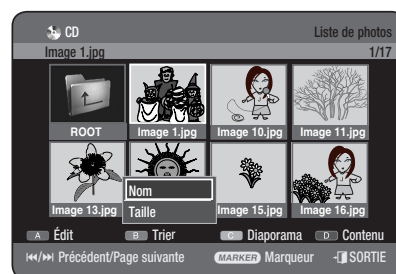 CD Liste de photos
Image 1.jpg 1/17
ROOT Image 1.jpg Image 10.jpg Image 11.jpg
Nom
Taille
Image 13.jpg Image 15.jpg Image 16.jpg
A Édit B Trier C Diaporama D Contenu
Précédent/Page suivante MARKER Marqueur SORTIE